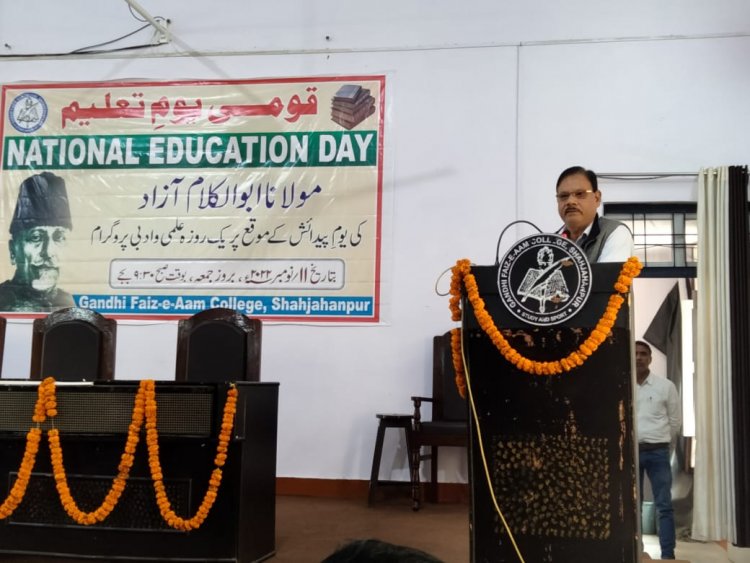 قومی یومِ تعلیم
NATIONAL EDUCATION DAY
مولانا ابوالکلام آزاد
کی یومِ پیدائش کے موقع پر یک روزہ علمی و ادبی پروگرام
بتاریخ ۱۱/نومبر ۲۰۲۲ء، بروز جمعہ، بوقت صبح ۹:۳۰ بجے
Gandhi Faiz-e-Aam College, Shahjahanpur
GANDHI FAIZ-E-AAM COLLEGE, SHAHJAHANPUR
STUDY AND SPORT